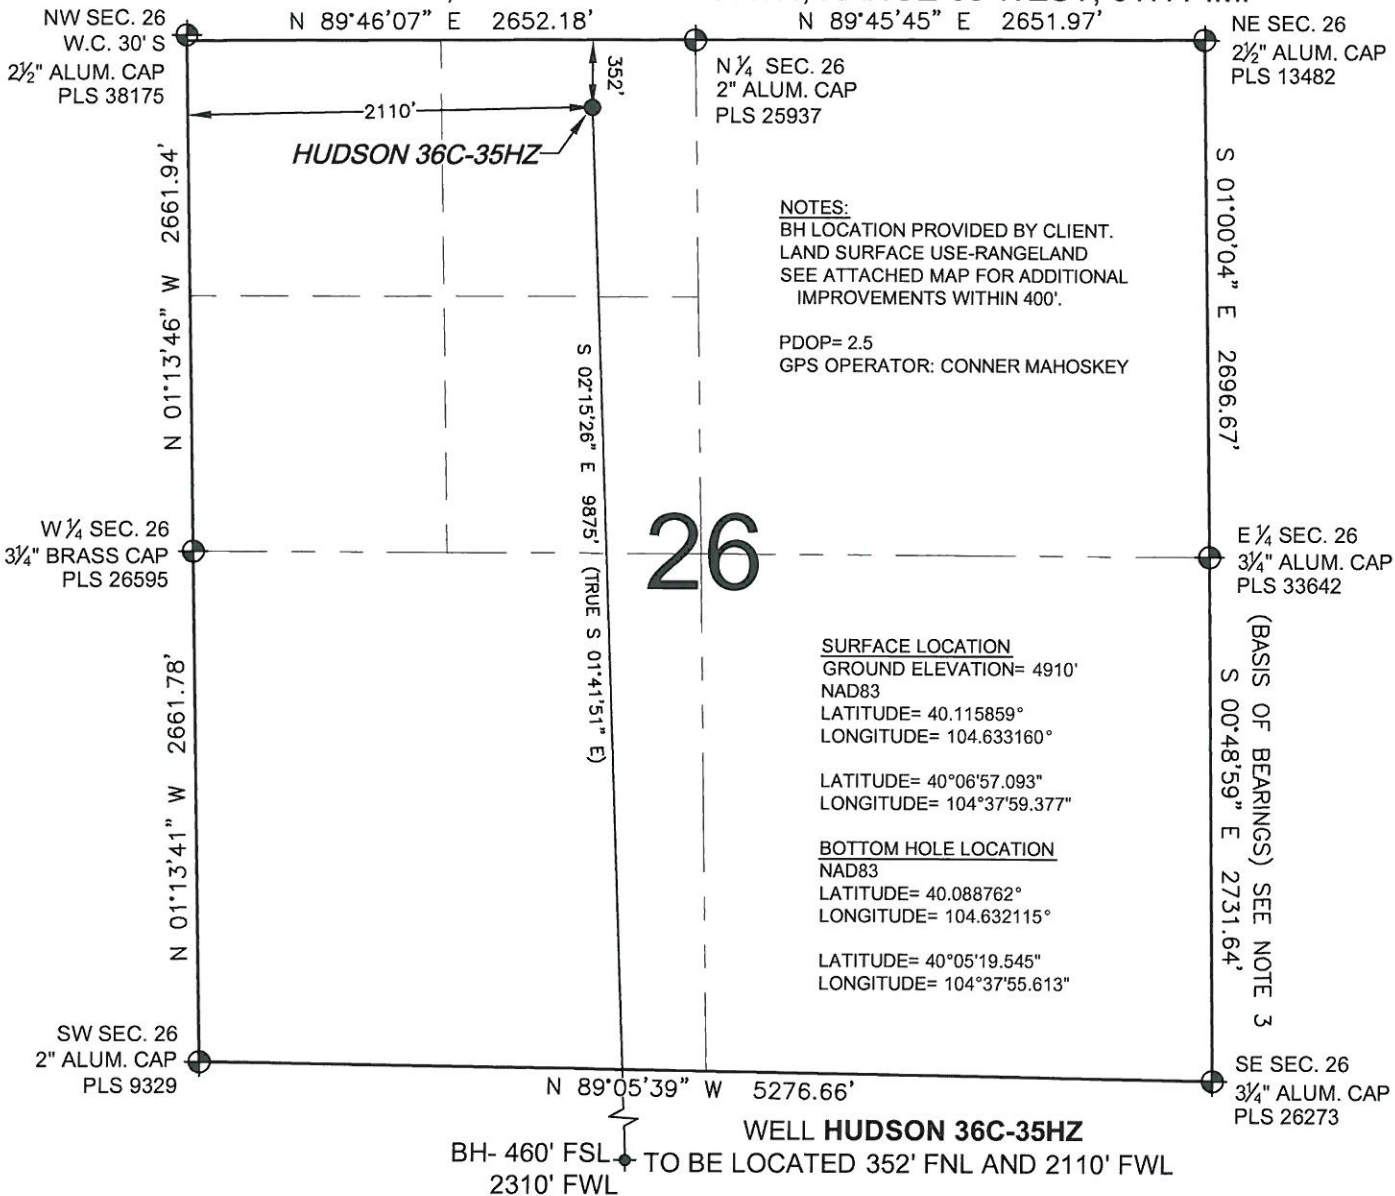 RANGE 65 WEST, 6TH P.M.
N 89°46'07" E 2652.18'
N 89°45'45" E 2651.97'
NW SEC. 26
W.C. 30' S
2½" ALUM. CAP
PLS 38175
NE SEC. 26
2½" ALUM. CAP
PLS 13482
352'
N ¼ SEC. 26
2" ALUM. CAP
PLS 25937
2110'
HUDSON 36C-35HZ
N 01°13'46" W 2661.94'
S 01°00'04" E 2696.67'
NOTES:
BH LOCATION PROVIDED BY CLIENT.
LAND SURFACE USE-RANGELAND
SEE ATTACHED MAP FOR ADDITIONAL
IMPROVEMENTS WITHIN 400'.
PDOP= 2.5
GPS OPERATOR: CONNER MAHOSKEY
S 02°15'26" E 9875' (TRUE S 01°41'51" E)
26
W ¼ SEC. 26
3¼" BRASS CAP
PLS 26595
E ¼ SEC. 26
3¼" ALUM. CAP
PLS 33642
N 01°13'41" W 2661.78'
SURFACE LOCATION
GROUND ELEVATION= 4910'
NAD83
LATITUDE= 40.115859°
LONGITUDE= 104.633160°
LATITUDE= 40°06'57.093"
LONGITUDE= 104°37'59.377"
BOTTOM HOLE LOCATION
NAD83
LATITUDE= 40.088762°
LONGITUDE= 104.632115°
LATITUDE= 40°05'19.545"
LONGITUDE= 104°37'55.613"
S 00°48'59" E 2731.64'
(BASIS OF BEARINGS) SEE NOTE 3
SW SEC. 26
2" ALUM. CAP
PLS 9329
N 89°05'39" W 5276.66'
SE SEC. 26
3¼" ALUM. CAP
PLS 26273
BH- 460' FSL
2310' FWL
WELL HUDSON 36C-35HZ
TO BE LOCATED 352' FNL AND 2110' FWL